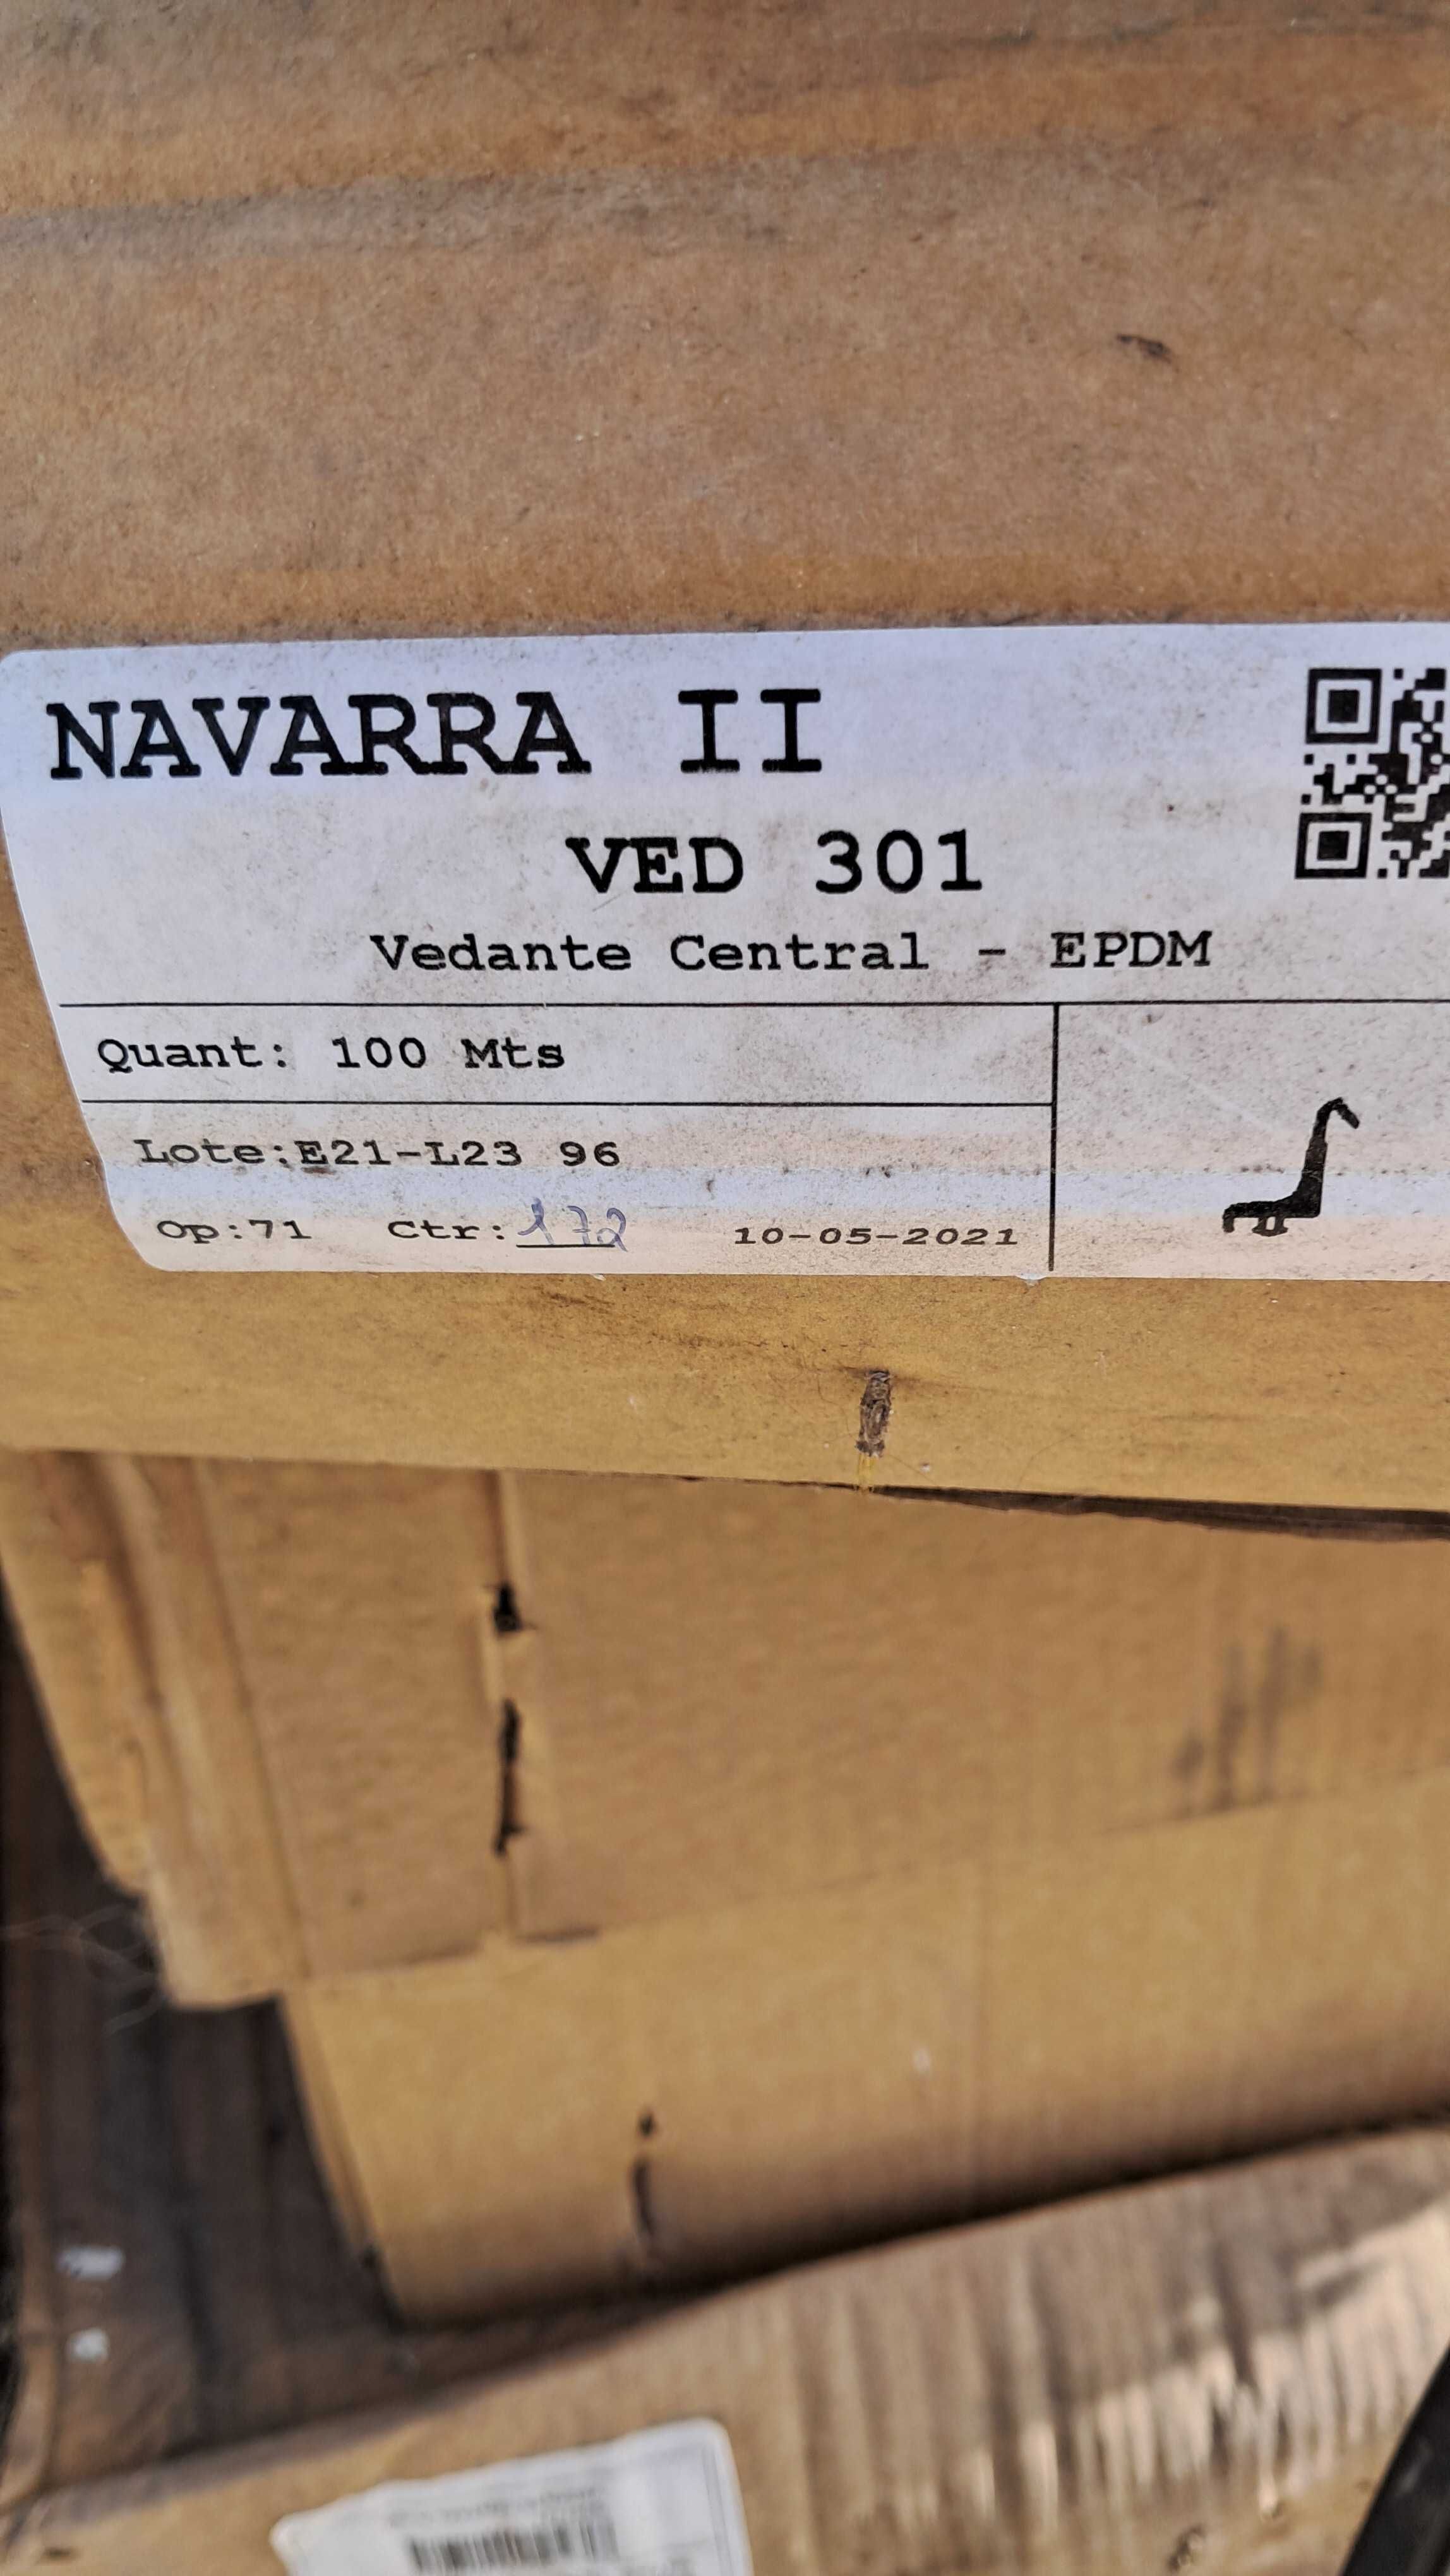 NAVARRA II
VED 301
Vedante Central - EPDM
Quant: 100 Mts
Lote:E21-L23 96
Op:71 Ctr: 172 10-05-2021